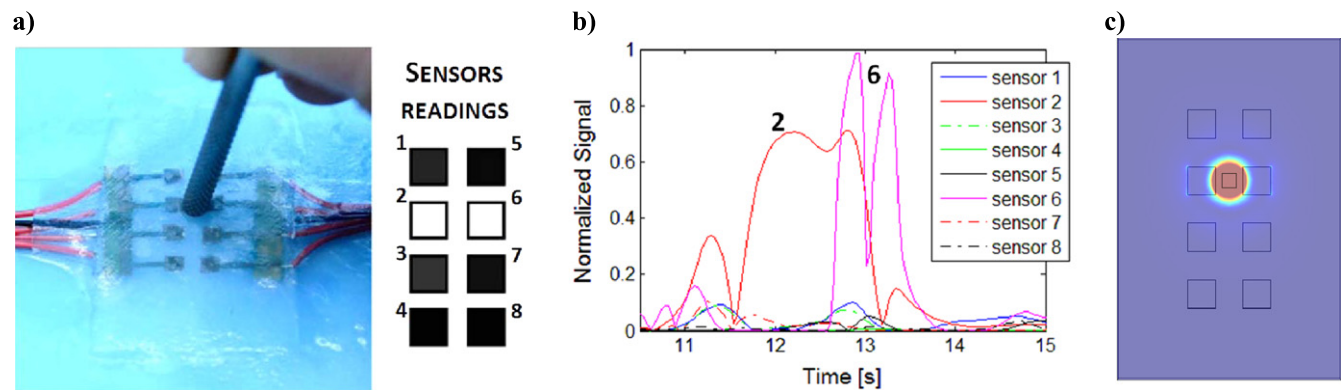 a)
SENSORS
READINGS
1 5
2 6
3 7
4 8
b)
Normalized Signal
1
0.8
0.6
0.4
0.2
0
11 12 13 14 15
Time [s]
2
6
sensor 1
sensor 2
sensor 3
sensor 4
sensor 5
sensor 6
sensor 7
sensor 8
c)